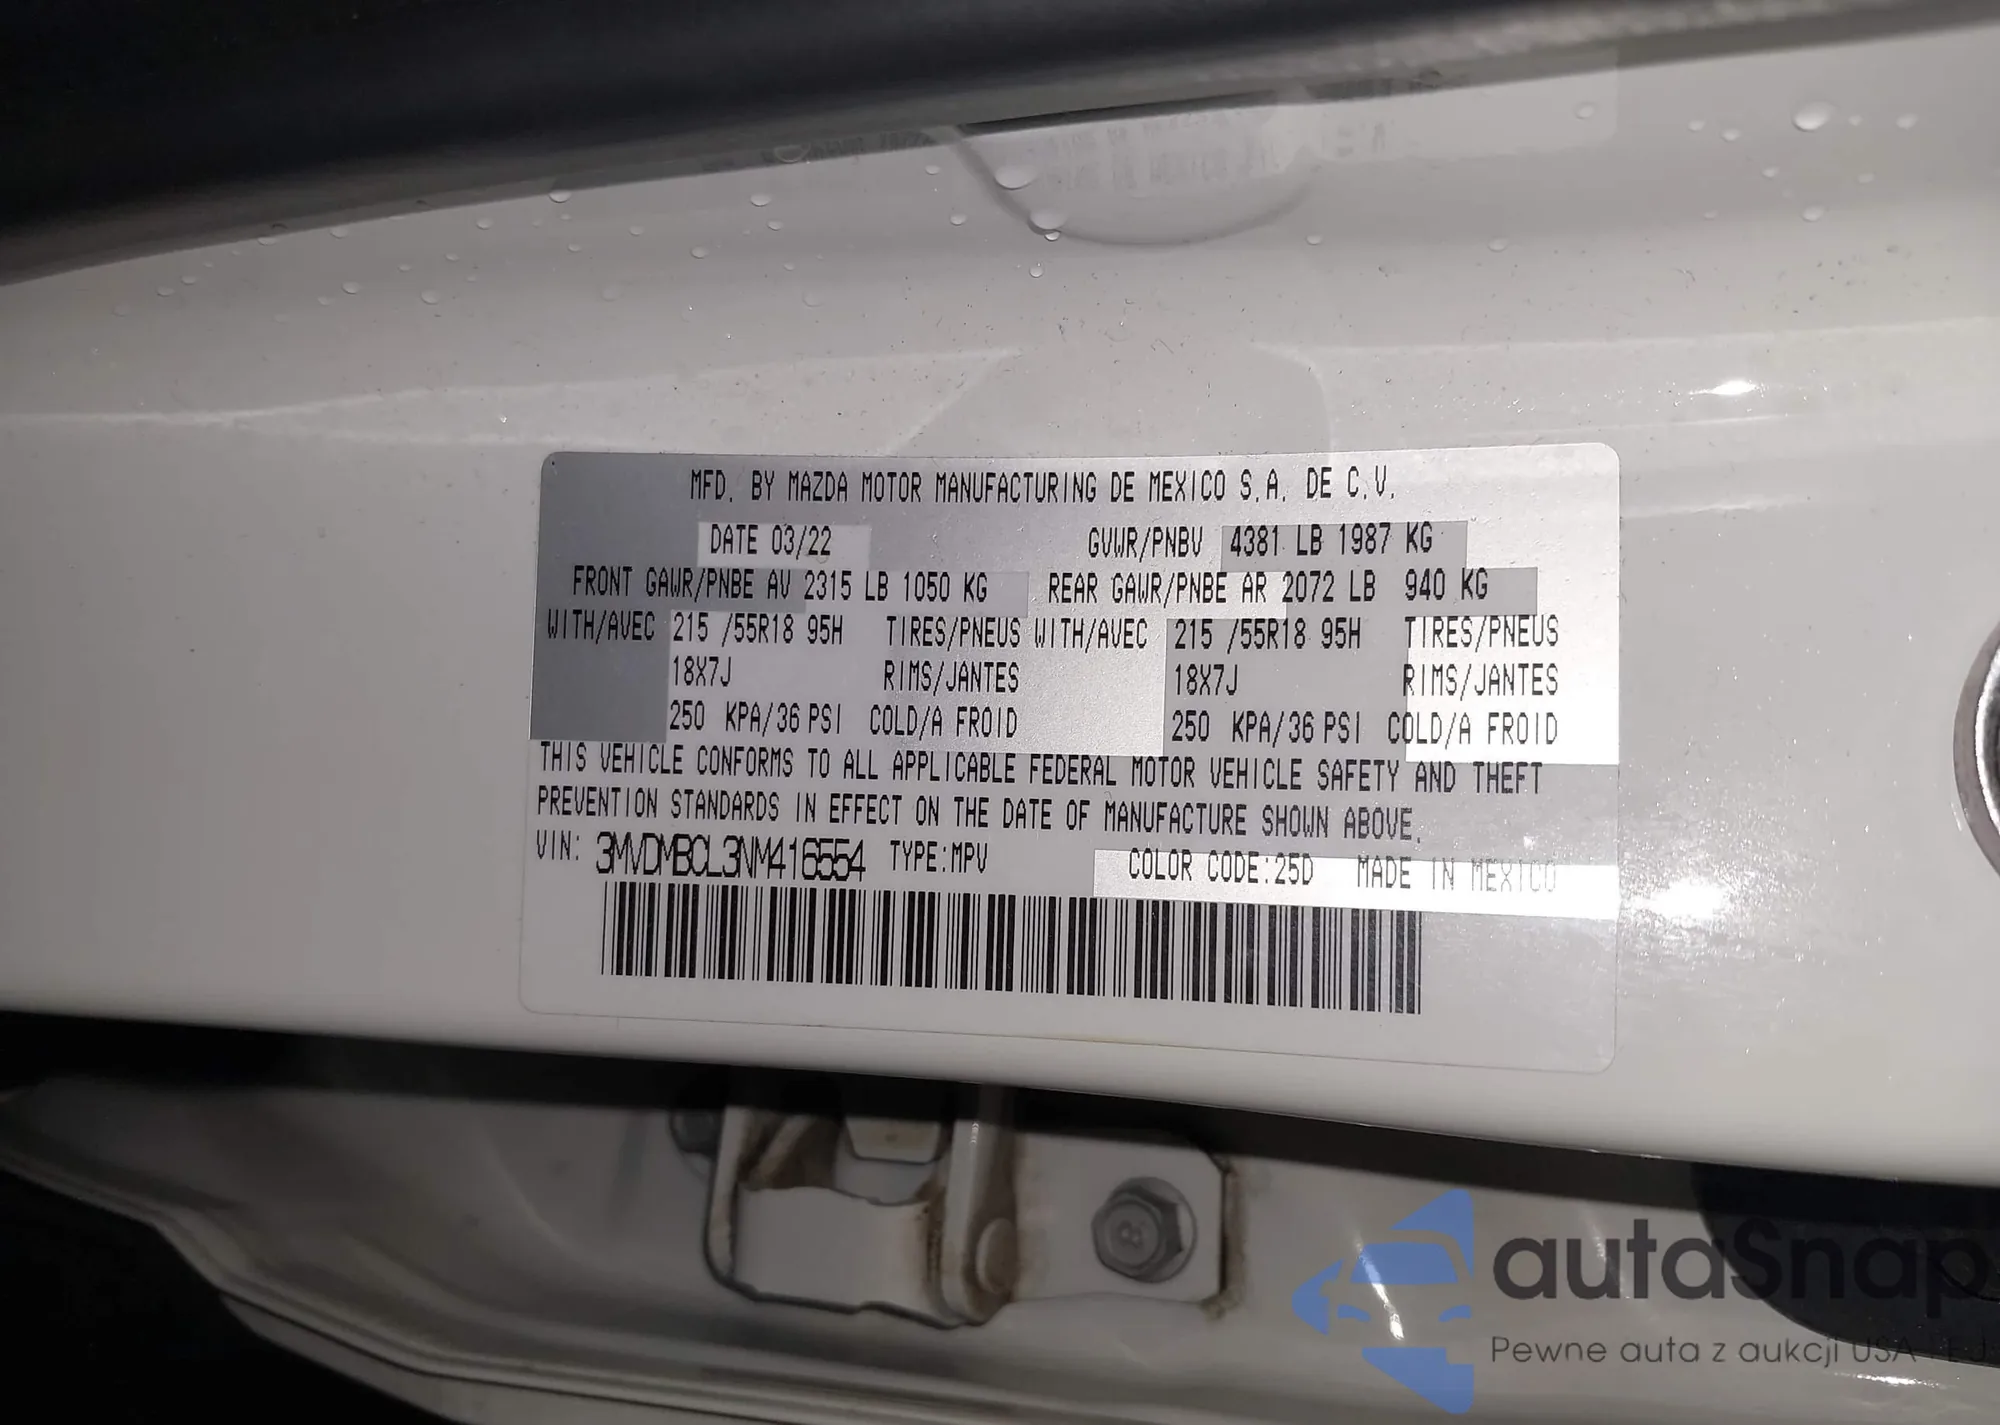 MFD. BY MAZDA MOTOR MANUFACTURING DE MEXICO S.A. DE C.V.
DATE 03/22 GVWR/PNBV 4381 LB 1987 KG
FRONT GAWR/PNBE AV 2315 LB 1050 KG REAR GAWR/PNBE AR 2072 LB 940 KG
WITH/AVEC 215 /55R18 95H TIRES/PNEUS WITH/AVEC 215 /55R18 95H TIRES/PNEUS
18X7J RIMS/JANTES 18X7J RIMS/JANTES
250 KPA/36 PSI COLD/A FROID 250 KPA/36 PSI COLD/A FROID
THIS VEHICLE CONFORMS TO ALL APPLICABLE FEDERAL MOTOR VEHICLE SAFETY AND THEFT
PREVENTION STANDARDS IN EFFECT ON THE DATE OF MANUFACTURE SHOWN ABOVE.
VIN: 3MVDMBCL3NM416554 TYPE:MPV COLOR CODE:25D MADE IN MEXICO
8
autaSnap
Pewne auta z aukcji USA